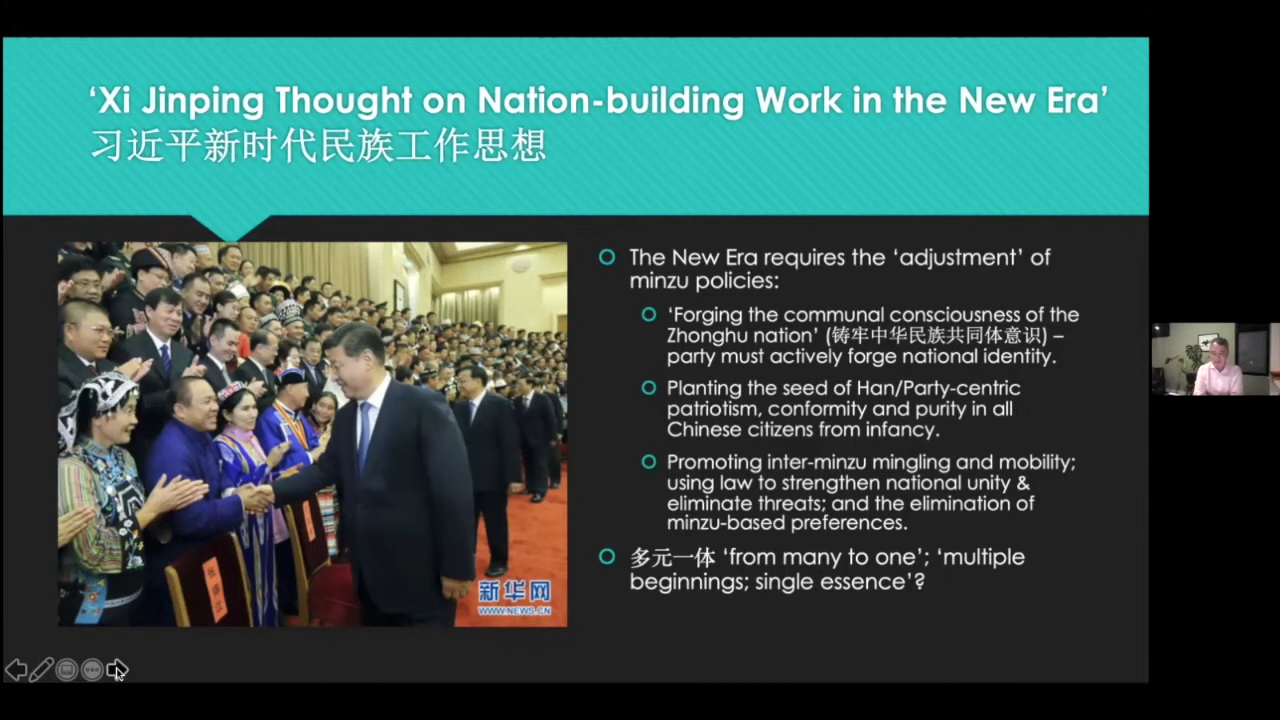 ‘Xi Jinping Thought on Nation-building Work in the New Era’
习近平新时代民族工作思想
The New Era requires the ‘adjustment’ of
minzu policies:
‘Forging the communal consciousness of the
Zhonghu nation’ (铸牢中华民族共同体意识) –
party must actively forge national identity.
Planting the seed of Han/Party-centric
patriotism, conformity and purity in all
Chinese citizens from infancy.
Promoting inter-minzu mingling and mobility;
using law to strengthen national unity &
eliminate threats; and the elimination of
minzu-based preferences.
多元一体 ‘from many to one’; ‘multiple
beginnings; single essence’?
新华网
WWW.NEWS.CN